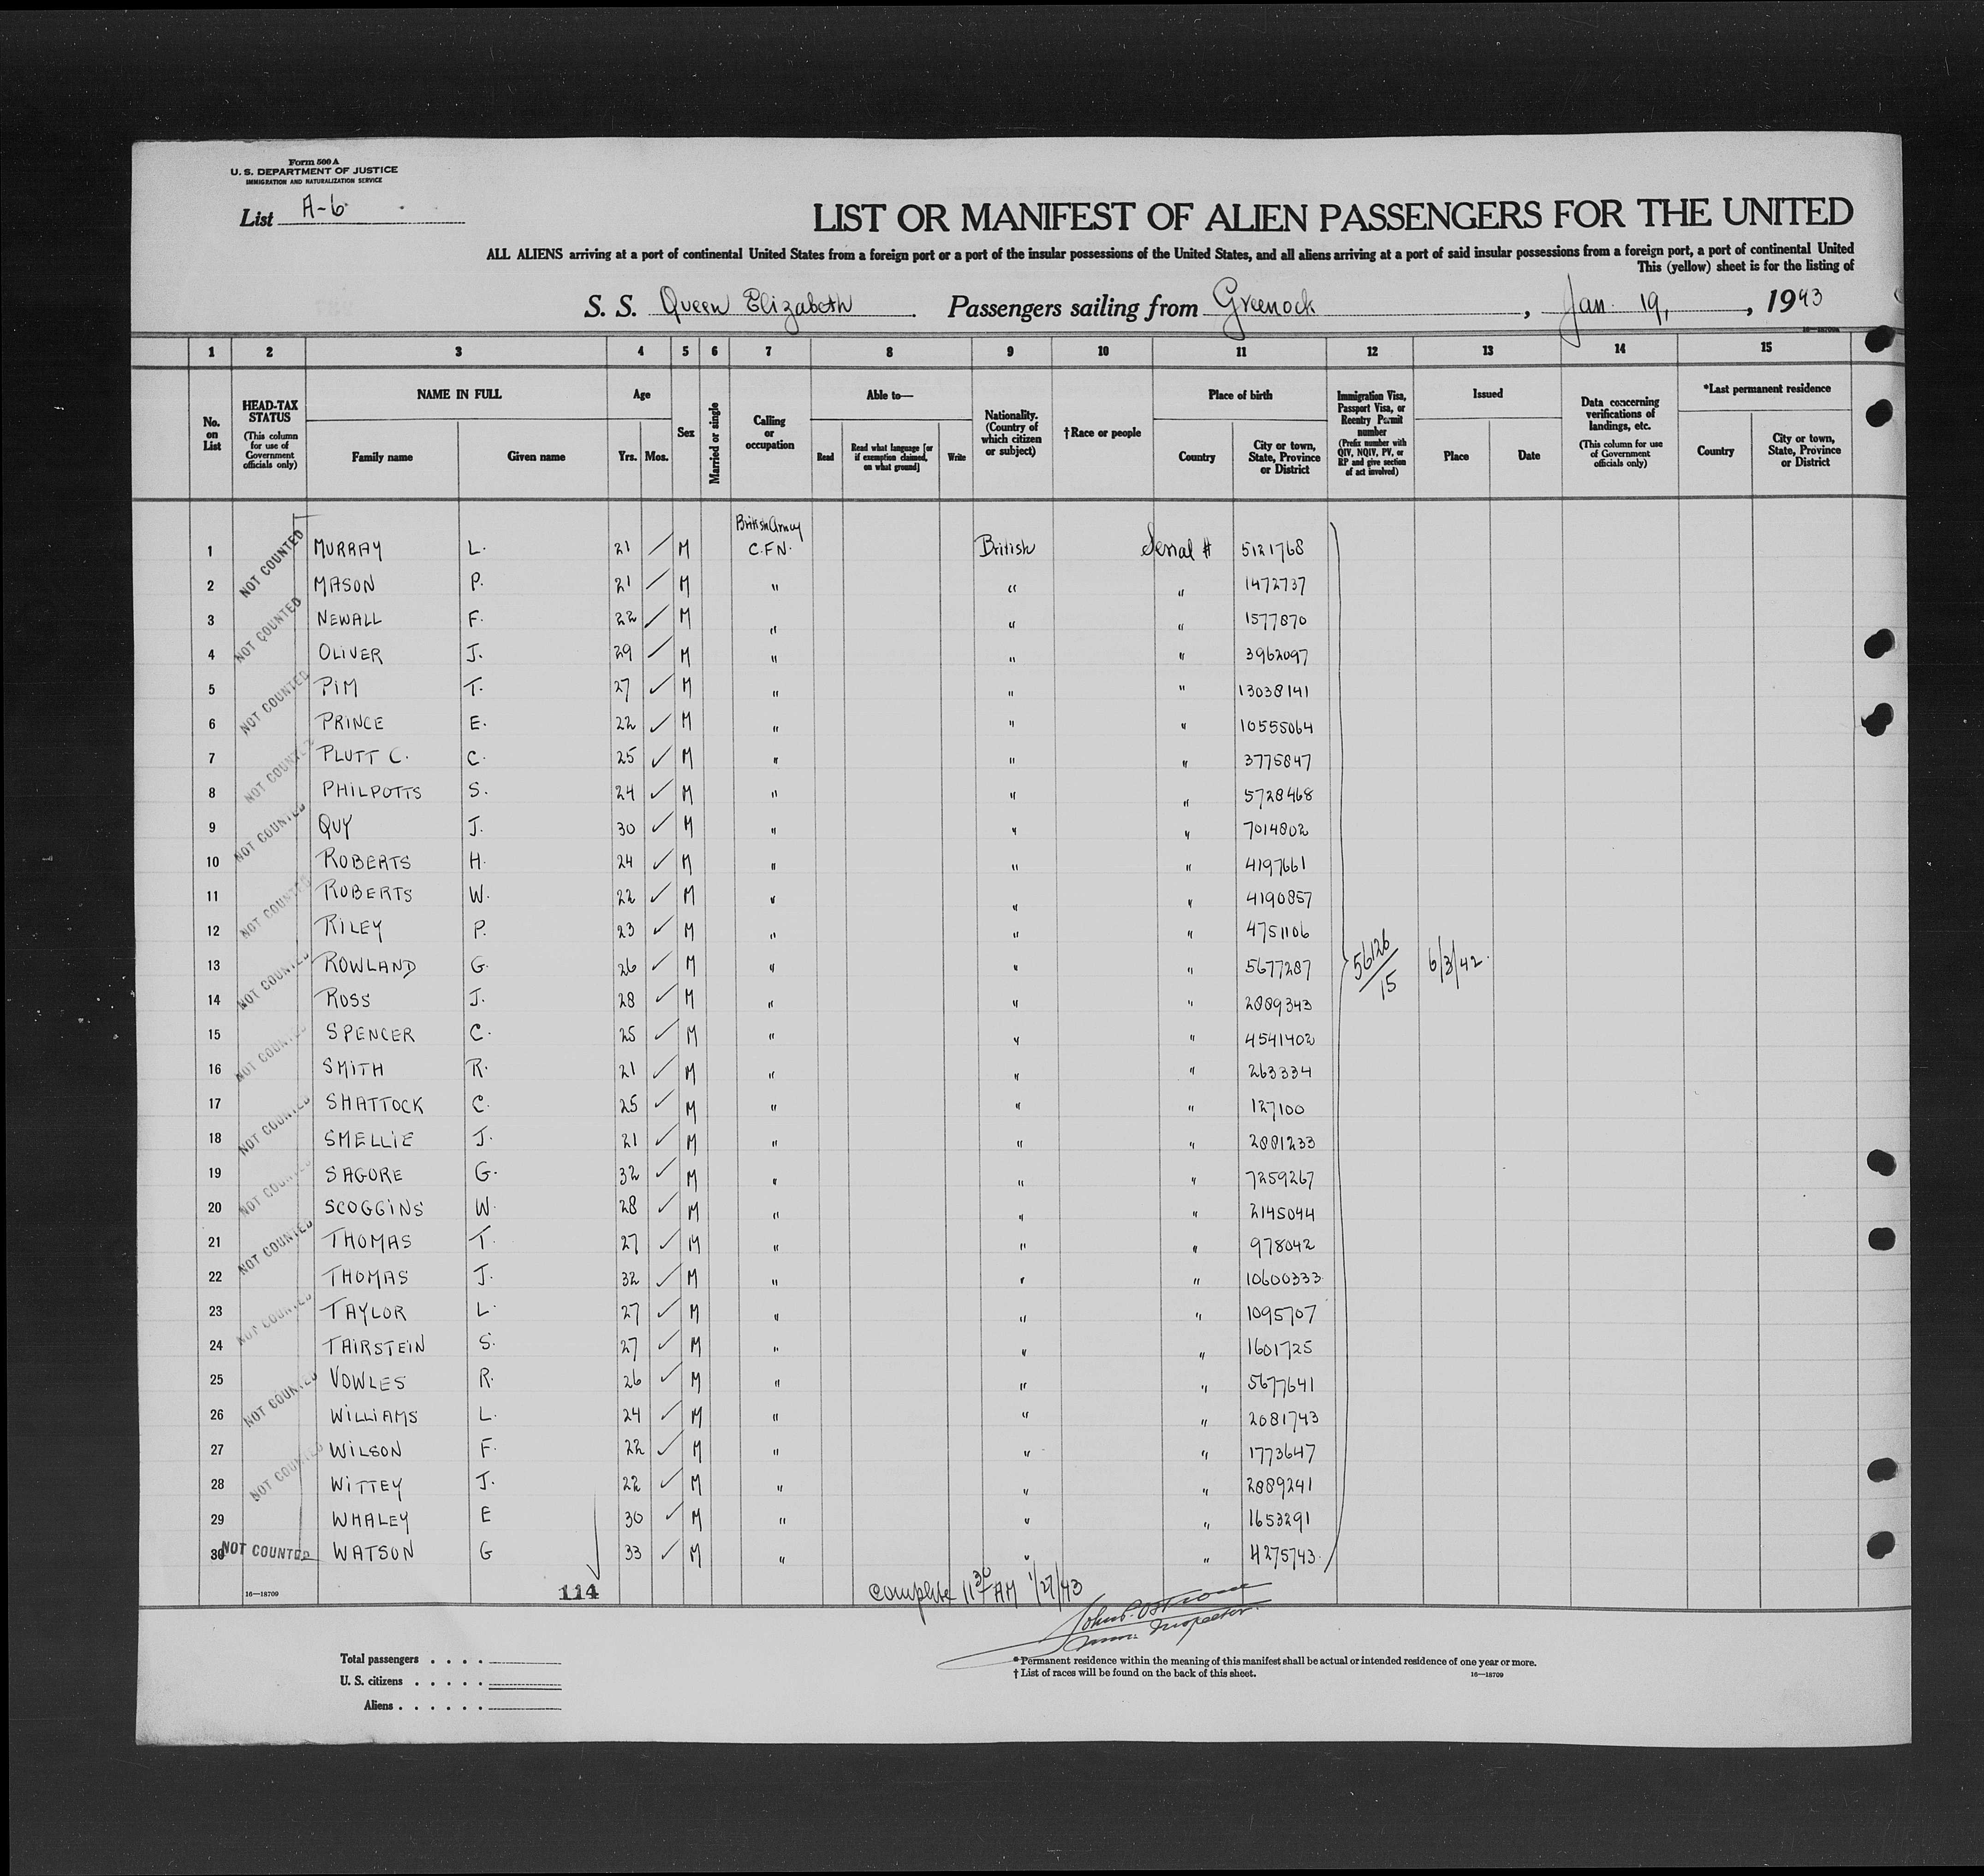 Form 500 A
U. S. DEPARTMENT OF JUSTICE
IMMIGRATION AND NATURALIZATION SERVICE
List A-6
LIST OR MANIFEST OF ALIEN PASSENGERS FOR THE UNITED
ALL ALIENS arriving at a port of continental United States from a foreign port or a port of the insular possessions of the United States, and all aliens arriving at a port of said insular possessions from a foreign port, a port of continental United
This (yellow) sheet is for the listing of
S. S. Queen Elizabeth Passengers sailing from Greenock, Jan. 19, 1943
1 2 3 4 5 6 7 8 9 10 11 12 13 14 15
No. on List
HEAD-TAX STATUS (This column for use of Government officials only)
NAME IN FULL
Family name Given name
Age
Yrs. Mos.
Sex
Married or single
Calling or occupation
Able to—
Read
Read what language [or if exemption claimed, on what ground]
Write
Nationality. (Country of which citizen or subject)
†Race or people
Place of birth
Country
City or town, State, Province or District
Immigration Visa, Passport Visa, or Reentry Permit number (Prefix number with QIV, NQIV, PV, or RP and give section of act involved)
Issued
Place Date
Data concerning verifications of landings, etc. (This column for use of Government officials only)
*Last permanent residence
Country
City or town, State, Province or District
British Army
1 NOT COUNTED MURRAY L. 21 M C.F.N. British Serial # 5121768
2 MASON P. 21 M " " " 1472737
3 NOT COUNTED NEWALL F. 22 M " " " 1577870
4 OLIVER J. 29 M " " " 3962097
5 NOT COUNTED PIM T. 27 M " " " 13038141
6 PRINCE E. 22 M " " " 10555064
7 NOT COUNTED PLUTT C. C. 25 M " " " 3775847
8 PHILPOTTS S. 24 M " " " 5728468
9 NOT COUNTED QUY J. 30 M " " " 7014802
10 ROBERTS H. 24 M " " " 4197661
11 NOT COUNTED ROBERTS W. 22 M " " " 4190857
12 RILEY P. 23 M " " " 4751106
13 NOT COUNTED ROWLAND G. 26 M " " " 5677287 56126/15 6/3/42.
14 ROSS J. 28 M " " " 2889343
15 NOT COUNTED SPENCER C. 25 M " " " 4541402
16 SMITH R. 21 M " " " 263334
17 NOT COUNTED SHATTOCK C. 25 M " " " 127100
18 SMELLIE J. 21 M " " " 2881233
19 NOT COUNTED SAGORE G. 32 M " " " 7259267
20 SCOGGINS W. 28 M " " " 2145044
21 NOT COUNTED THOMAS T. 27 M " " " 978042
22 THOMAS J. 32 M " " " 10600333
23 NOT COUNTED TAYLOR L. 27 M " " " 1095707
24 TAIRSTEIN S. 27 M " " " 1601725
25 NOT COUNTED VOWLES R. 26 M " " " 5677641
26 WILLIAMS L. 24 M " " " 2081743
27 NOT COUNTED WILSON F. 22 M " " " 1773647
28 WITTEY J. 22 M " " " 2889241
29 WHALEY E 30 M " " " 1653291
30 NOT COUNTED WATSON G 33 M " " " 4275743
16—18709
114
Complete 11 30 AM 1/27/43
Imm. Inspector
Total passengers
U. S. citizens
Aliens
* Permanent residence within the meaning of this manifest shall be actual or intended residence of one year or more.
† List of races will be found on the back of this sheet.
16—18709